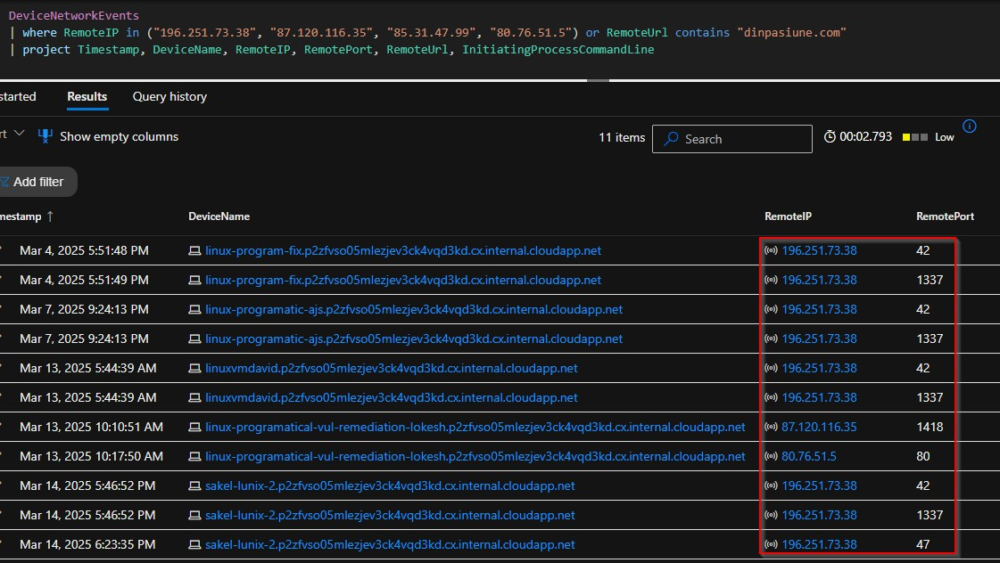 DeviceNetworkEvents
| where RemoteIP in ("196.251.73.38", "87.120.116.35", "85.31.47.99", "80.76.51.5") or RemoteUrl contains "dinpasiune.com"
| project Timestamp, DeviceName, RemoteIP, RemotePort, RemoteUrl, InitiatingProcessCommandLine
started Results Query history
rt Show empty columns 11 items Search 00:02.793 Low
Add filter
mestamp ↑ DeviceName RemoteIP RemotePort
Mar 4, 2025 5:51:48 PM linux-program-fix.p2zfvso05mlezjev3ck4vqd3kd.cx.internal.cloudapp.net 196.251.73.38 42
Mar 4, 2025 5:51:49 PM linux-program-fix.p2zfvso05mlezjev3ck4vqd3kd.cx.internal.cloudapp.net 196.251.73.38 1337
Mar 7, 2025 9:24:13 PM linux-programatic-ajs.p2zfvso05mlezjev3ck4vqd3kd.cx.internal.cloudapp.net 196.251.73.38 42
Mar 7, 2025 9:24:13 PM linux-programatic-ajs.p2zfvso05mlezjev3ck4vqd3kd.cx.internal.cloudapp.net 196.251.73.38 1337
Mar 13, 2025 5:44:39 AM linuxvmdavid.p2zfvso05mlezjev3ck4vqd3kd.cx.internal.cloudapp.net 196.251.73.38 42
Mar 13, 2025 5:44:39 AM linuxvmdavid.p2zfvso05mlezjev3ck4vqd3kd.cx.internal.cloudapp.net 196.251.73.38 1337
Mar 13, 2025 10:10:51 AM linux-programatical-vul-remediation-lokesh.p2zfvso05mlezjev3ck4vqd3kd.cx.internal.cloudapp.net 87.120.116.35 1418
Mar 13, 2025 10:17:50 AM linux-programatical-vul-remediation-lokesh.p2zfvso05mlezjev3ck4vqd3kd.cx.internal.cloudapp.net 80.76.51.5 80
Mar 14, 2025 5:46:52 PM sakel-lunix-2.p2zfvso05mlezjev3ck4vqd3kd.cx.internal.cloudapp.net 196.251.73.38 42
Mar 14, 2025 5:46:52 PM sakel-lunix-2.p2zfvso05mlezjev3ck4vqd3kd.cx.internal.cloudapp.net 196.251.73.38 1337
Mar 14, 2025 6:23:35 PM sakel-lunix-2.p2zfvso05mlezjev3ck4vqd3kd.cx.internal.cloudapp.net 196.251.73.38 47